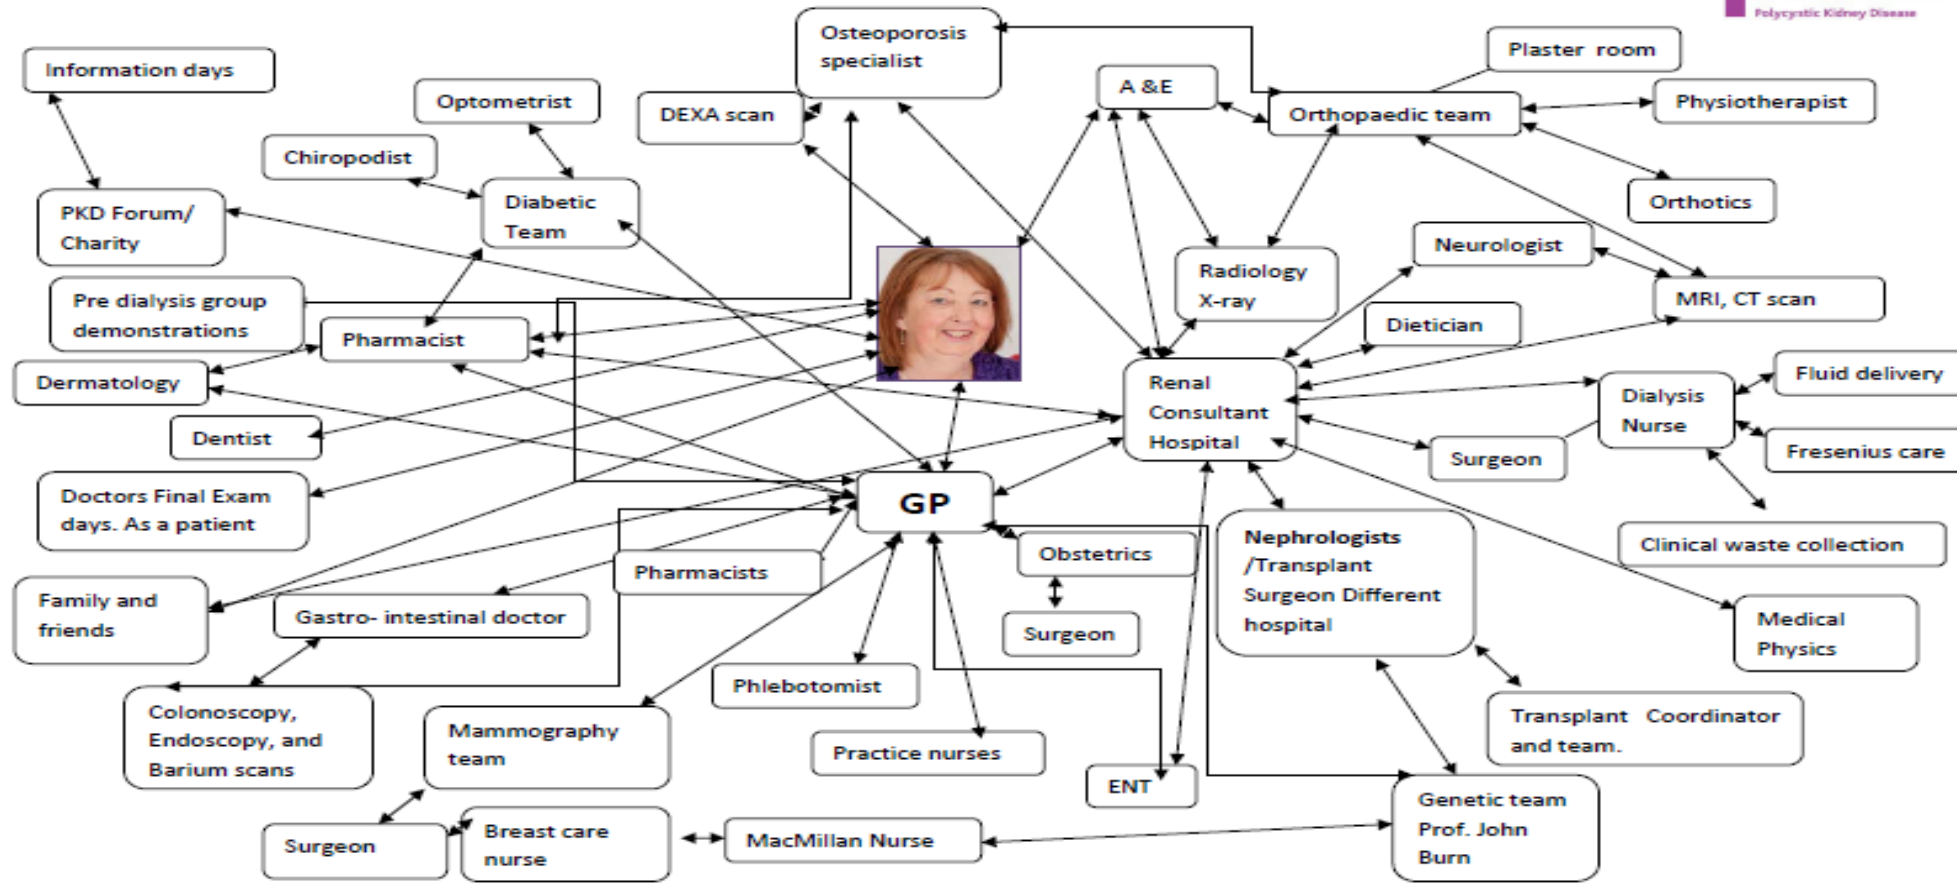 Polycystic Kidney Disease
Osteoporosis
specialist
Plaster room
Information days
Optometrist
A &E
DEXA scan
Orthopaedic team
Physiotherapist
Chiropodist
PKD Forum/
Charity
Diabetic
Team
Orthotics
Neurologist
Radiology
X-ray
MRI, CT scan
Pre dialysis group
demonstrations
Pharmacist
Dietician
Dermatology
Renal
Consultant
Hospital
Dialysis
Nurse
Fluid delivery
Dentist
Surgeon
Fresenius care
Doctors Final Exam
days. As a patient
GP
Obstetrics
Nephrologists
/Transplant
Surgeon Different
hospital
Clinical waste collection
Pharmacists
Family and
friends
Gastro- intestinal doctor
Surgeon
Medical
Physics
Phlebotomist
Colonoscopy,
Endoscopy, and
Barium scans
Mammography
team
Practice nurses
Transplant Coordinator
and team.
ENT
Genetic team
Prof. John
Burn
Surgeon
Breast care
nurse
MacMillan Nurse